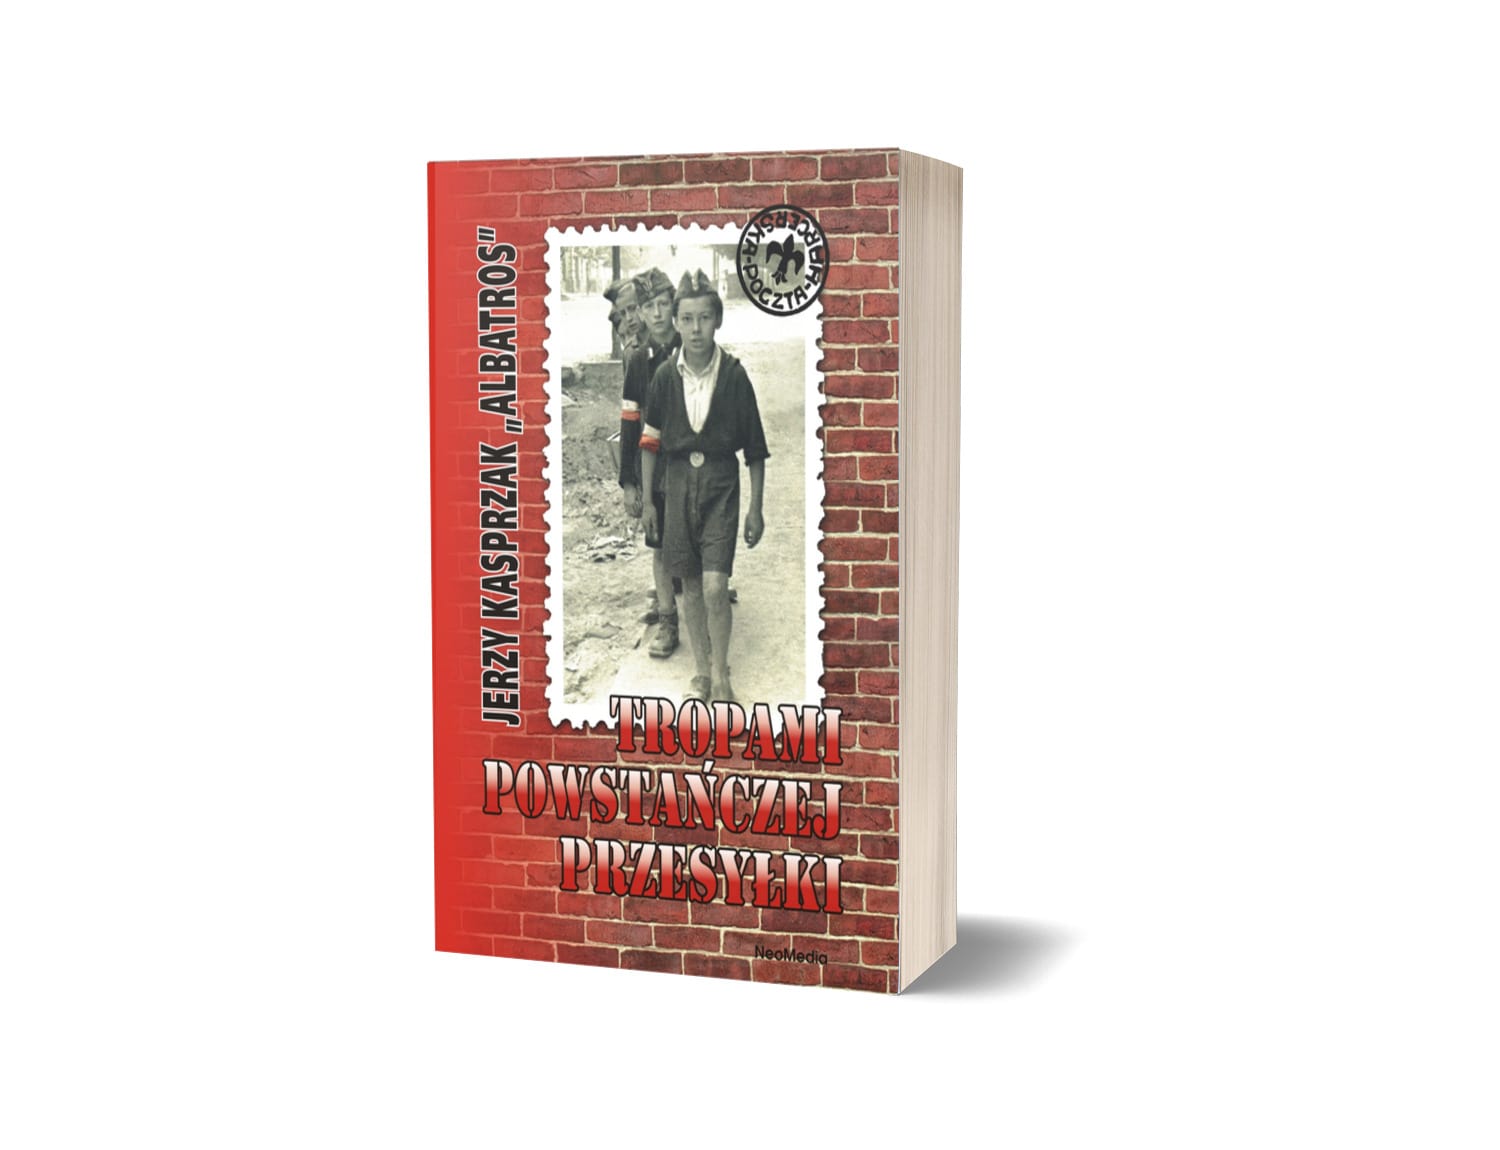 JERZY KASPRZAK „ALBATROS"
POCZTA-HARCERSKA-
TROPAMI
POWSTAŃCZEJ
PRZESYŁKI
NeoMedia